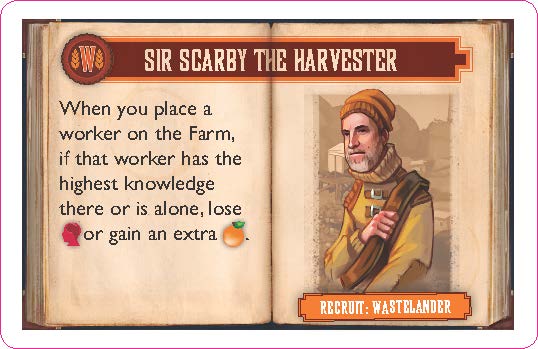 W
SIR SCARBY THE HARVESTER
When you place a
worker on the Farm,
if that worker has the
highest knowledge
there or is alone, lose
or gain an extra .
RECRUIT: WASTELANDER